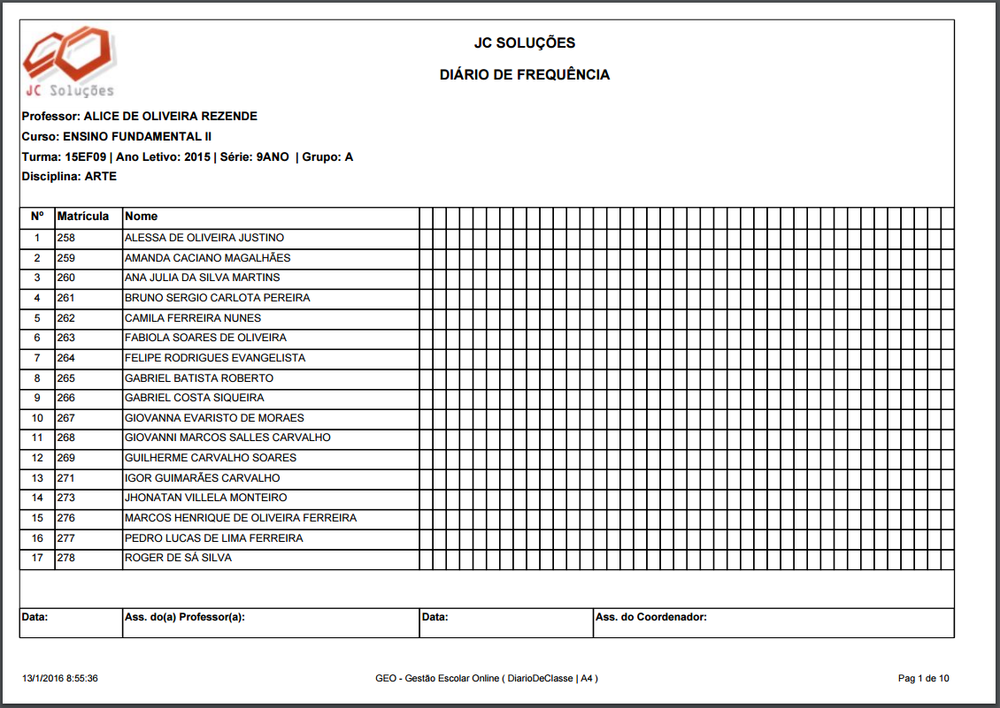 JC SOLUÇÕES
DIÁRIO DE FREQUÊNCIA
JC Soluções
Professor: ALICE DE OLIVEIRA REZENDE
Curso: ENSINO FUNDAMENTAL II
Turma: 15EF09 | Ano Letivo: 2015 | Série: 9ANO | Grupo: A
Disciplina: ARTE
Nº Matrícula Nome
1 258 ALESSA DE OLIVEIRA JUSTINO
2 259 AMANDA CACIANO MAGALHÃES
3 260 ANA JULIA DA SILVA MARTINS
4 261 BRUNO SERGIO CARLOTA PEREIRA
5 262 CAMILA FERREIRA NUNES
6 263 FABIOLA SOARES DE OLIVEIRA
7 264 FELIPE RODRIGUES EVANGELISTA
8 265 GABRIEL BATISTA ROBERTO
9 266 GABRIEL COSTA SIQUEIRA
10 267 GIOVANNA EVARISTO DE MORAES
11 268 GIOVANNI MARCOS SALLES CARVALHO
12 269 GUILHERME CARVALHO SOARES
13 271 IGOR GUIMARÃES CARVALHO
14 273 JHONATAN VILLELA MONTEIRO
15 276 MARCOS HENRIQUE DE OLIVEIRA FERREIRA
16 277 PEDRO LUCAS DE LIMA FERREIRA
17 278 ROGER DE SÁ SILVA
Data: Ass. do(a) Professor(a): Data: Ass. do Coordenador:
13/1/2016 8:55:36 GEO - Gestão Escolar Online ( DiarioDeClasse | A4 ) Pag 1 de 10